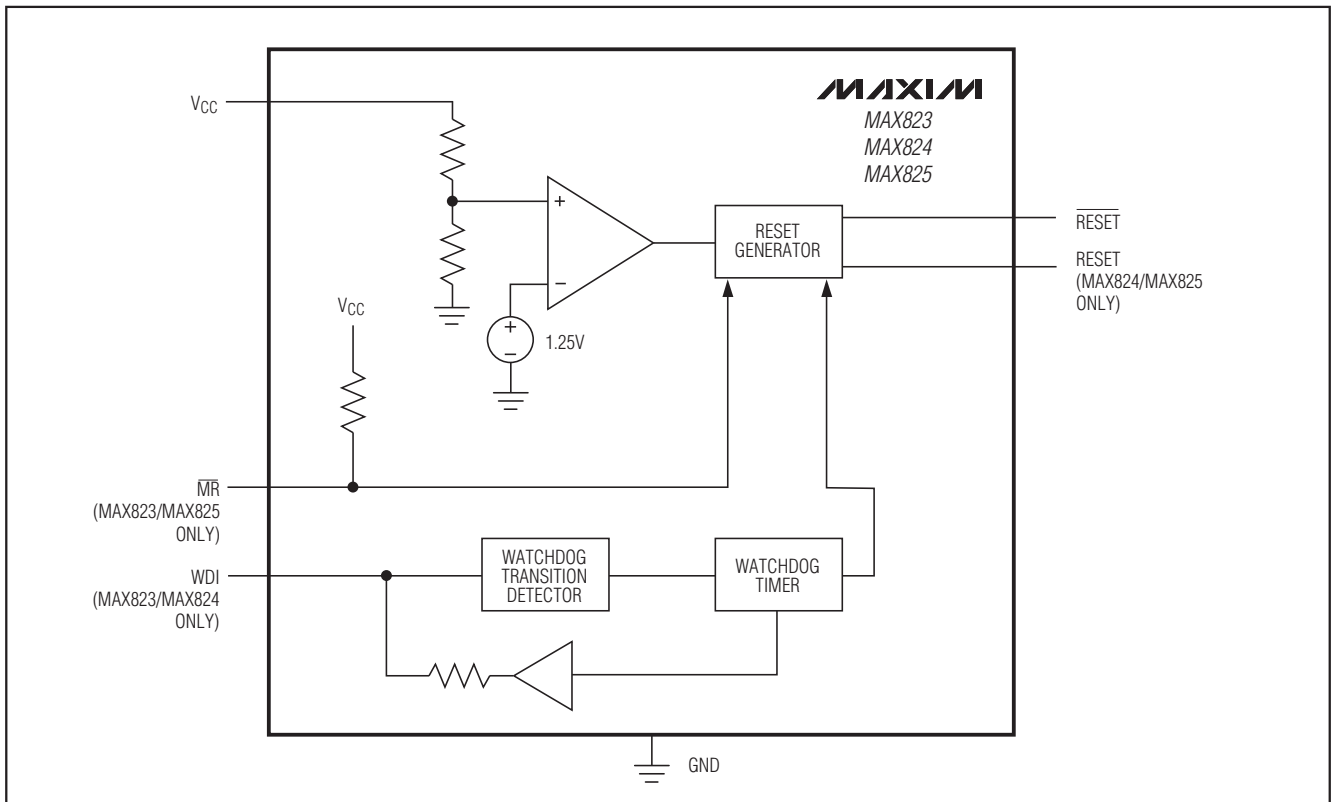 MAXIM
MAX823
MAX824
MAX825
VCC
+
−
RESET
GENERATOR
RESET
RESET
(MAX824/MAX825
ONLY)
+
−
1.25V
VCC
MR
(MAX823/MAX825
ONLY)
WDI
(MAX823/MAX824
ONLY)
WATCHDOG
TRANSITION
DETECTOR
WATCHDOG
TIMER
GND